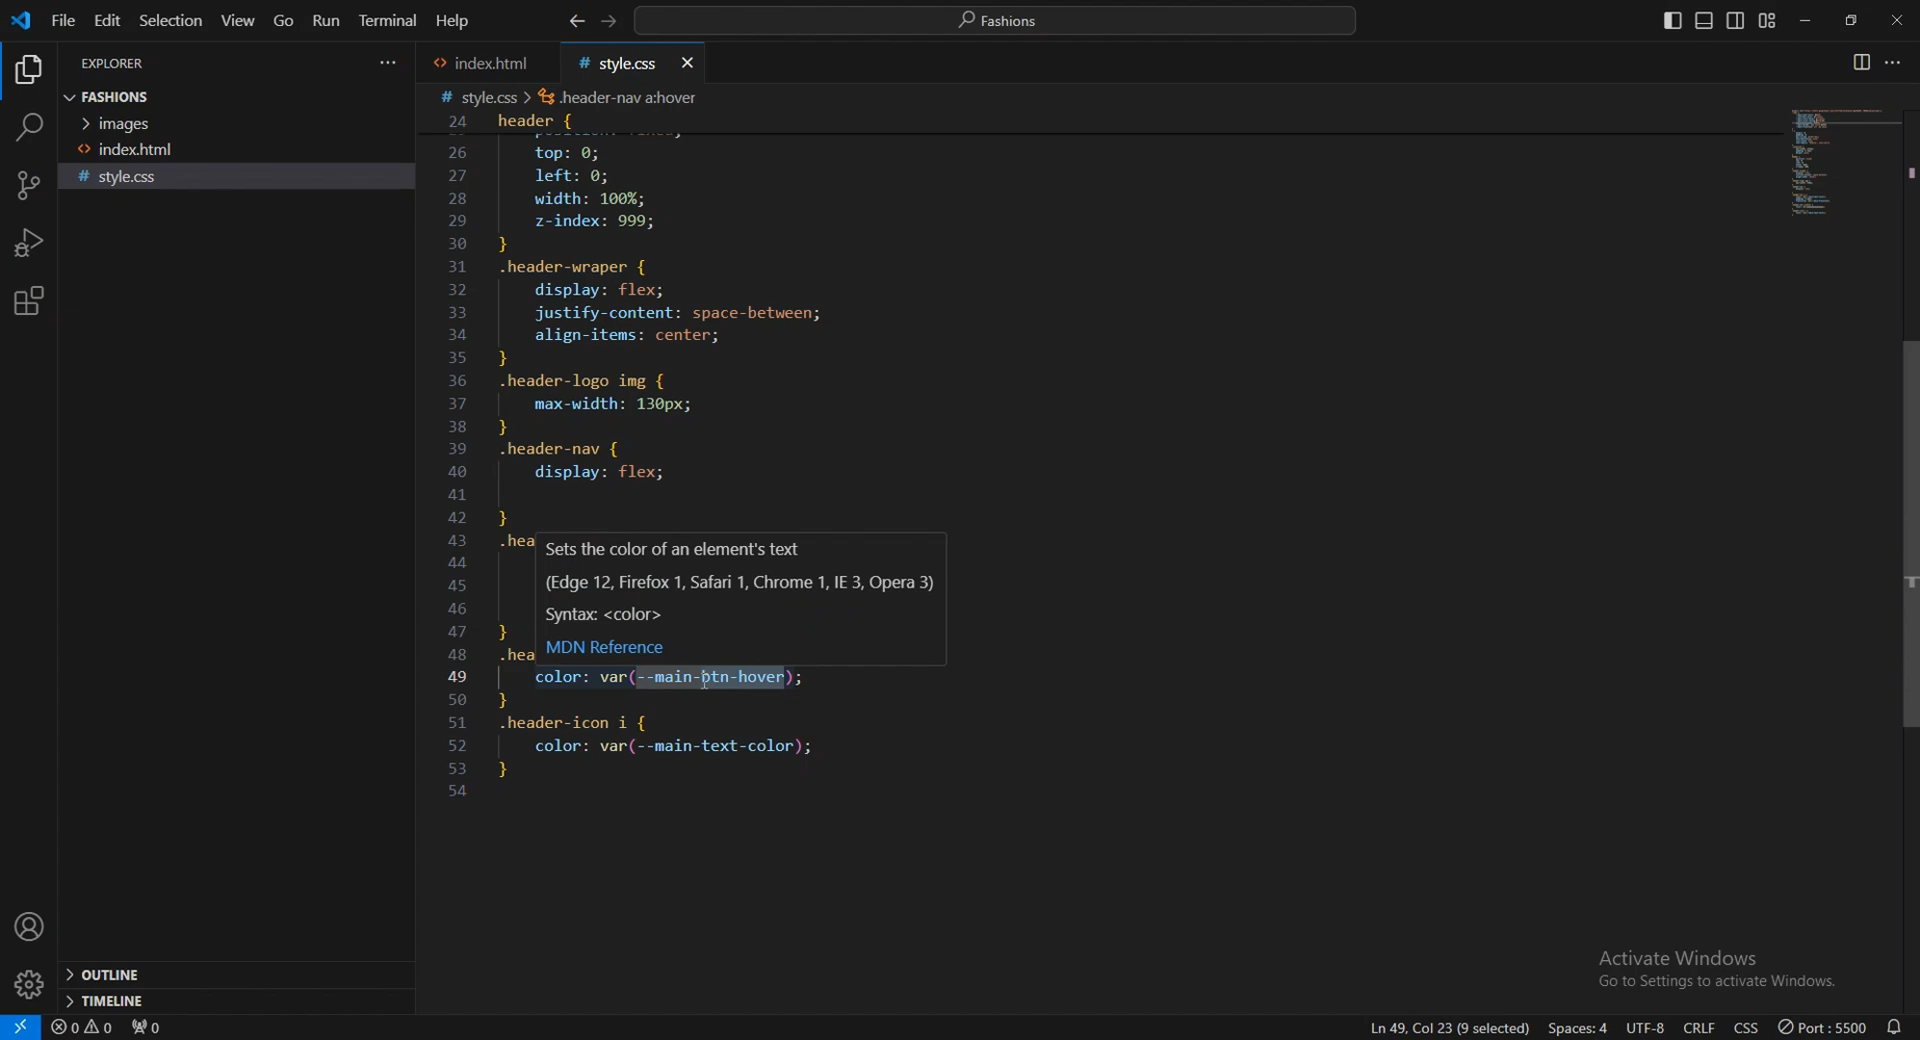 File Edit Selection View Go Run Terminal Help
Fashions
EXPLORER
FASHIONS
images
index.html
style.css
index.html
style.css
style.css > .header-nav a:hover
24 header {
26 top: 0;
27 left: 0;
28 width: 100%;
29 z-index: 999;
30 }
31 .header-wraper {
32 display: flex;
33 justify-content: space-between;
34 align-items: center;
35 }
36 .header-logo img {
37 max-width: 130px;
38 }
39 .header-nav {
40 display: flex;
41
42 }
43 .hea
Sets the color of an element's text
44
(Edge 12, Firefox 1, Safari 1, Chrome 1, IE 3, Opera 3)
45
46
Syntax: <color>
47 }
MDN Reference
48 .hea
49 color: var(--main-btn-hover);
50 }
51 .header-icon i {
52 color: var(--main-text-color);
53 }
54
Activate Windows
Go to Settings to activate Windows.
OUTLINE
TIMELINE
0 0 0
Ln 49, Col 23 (9 selected) Spaces: 4 UTF-8 CRLF CSS Port : 5500